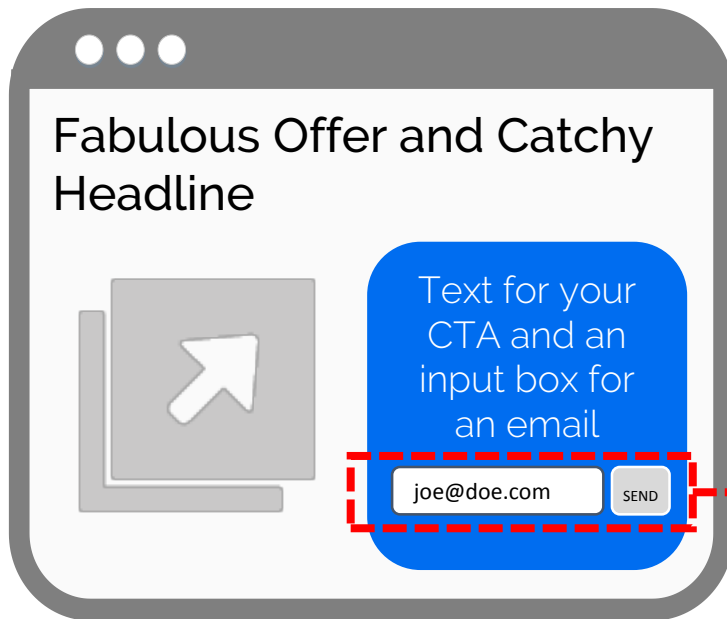 Fabulous Offer and Catchy
Headline
Text for your
CTA and an
input box for
an email
joe@doe.com
SEND